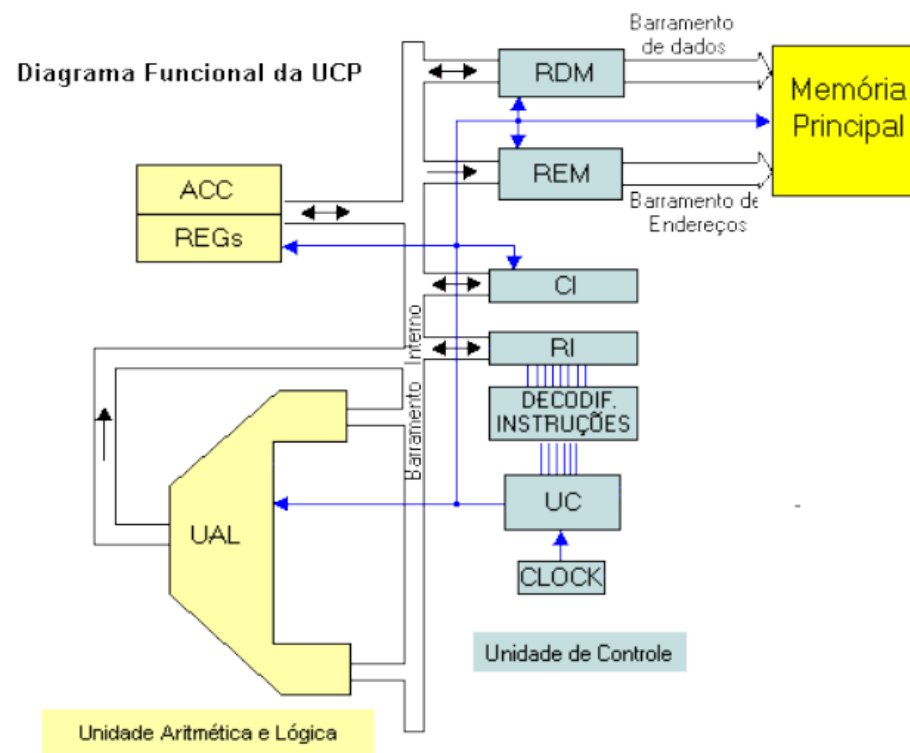 Diagrama Funcional da UCP
Barramento
de dados
RDM
Memória
Principal
REM
Barramento de
Endereços
ACC
REGs
CI
RI
Barramento Interno
DECODIF.
INSTRUÇÕES
UAL
UC
CLOCK
Unidade de Controle
Unidade Aritmética e Lógica